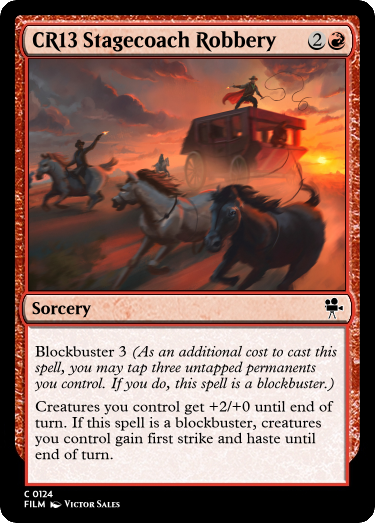 CR13 Stagecoach Robbery 2
Sorcery
Blockbuster 3 (As an additional cost to cast this
spell, you may tap three untapped permanents
you control. If you do, this spell is a blockbuster.)
Creatures you control get +2/+0 until end of
turn. If this spell is a blockbuster, creatures
you control gain first strike and haste until
end of turn.
C 0124
FILM Victor Sales